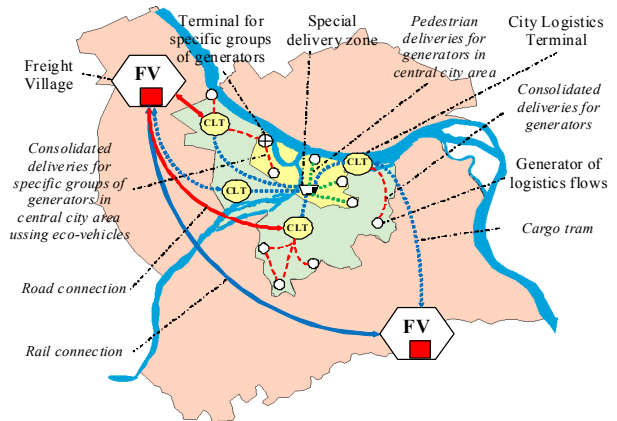 Terminal for
specific groups
of generators
Special
delivery zone
Pedestrian
deliveries for
generators in
central city area
City Logistics
Terminal
Freight
Village
FV
Consolidated
deliveries for
generators
CLT
CLT
Consolidated
deliveries for
specific groups of
generators in
central city area
ussing eco-vehicles
Generator of
logistics flows
CLT
CLT
Cargo tram
Road connection
FV
Rail connection